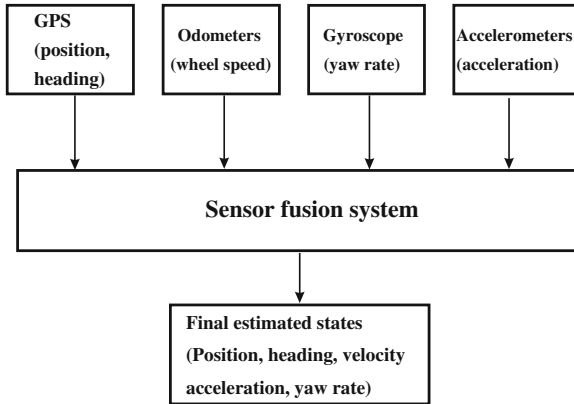 GPS
(position,
heading)
Odometers
(wheel speed)
Gyroscope
(yaw rate)
Accelerometers
(acceleration)
Sensor fusion system
Final estimated states
(Position, heading, velocity
acceleration, yaw rate)